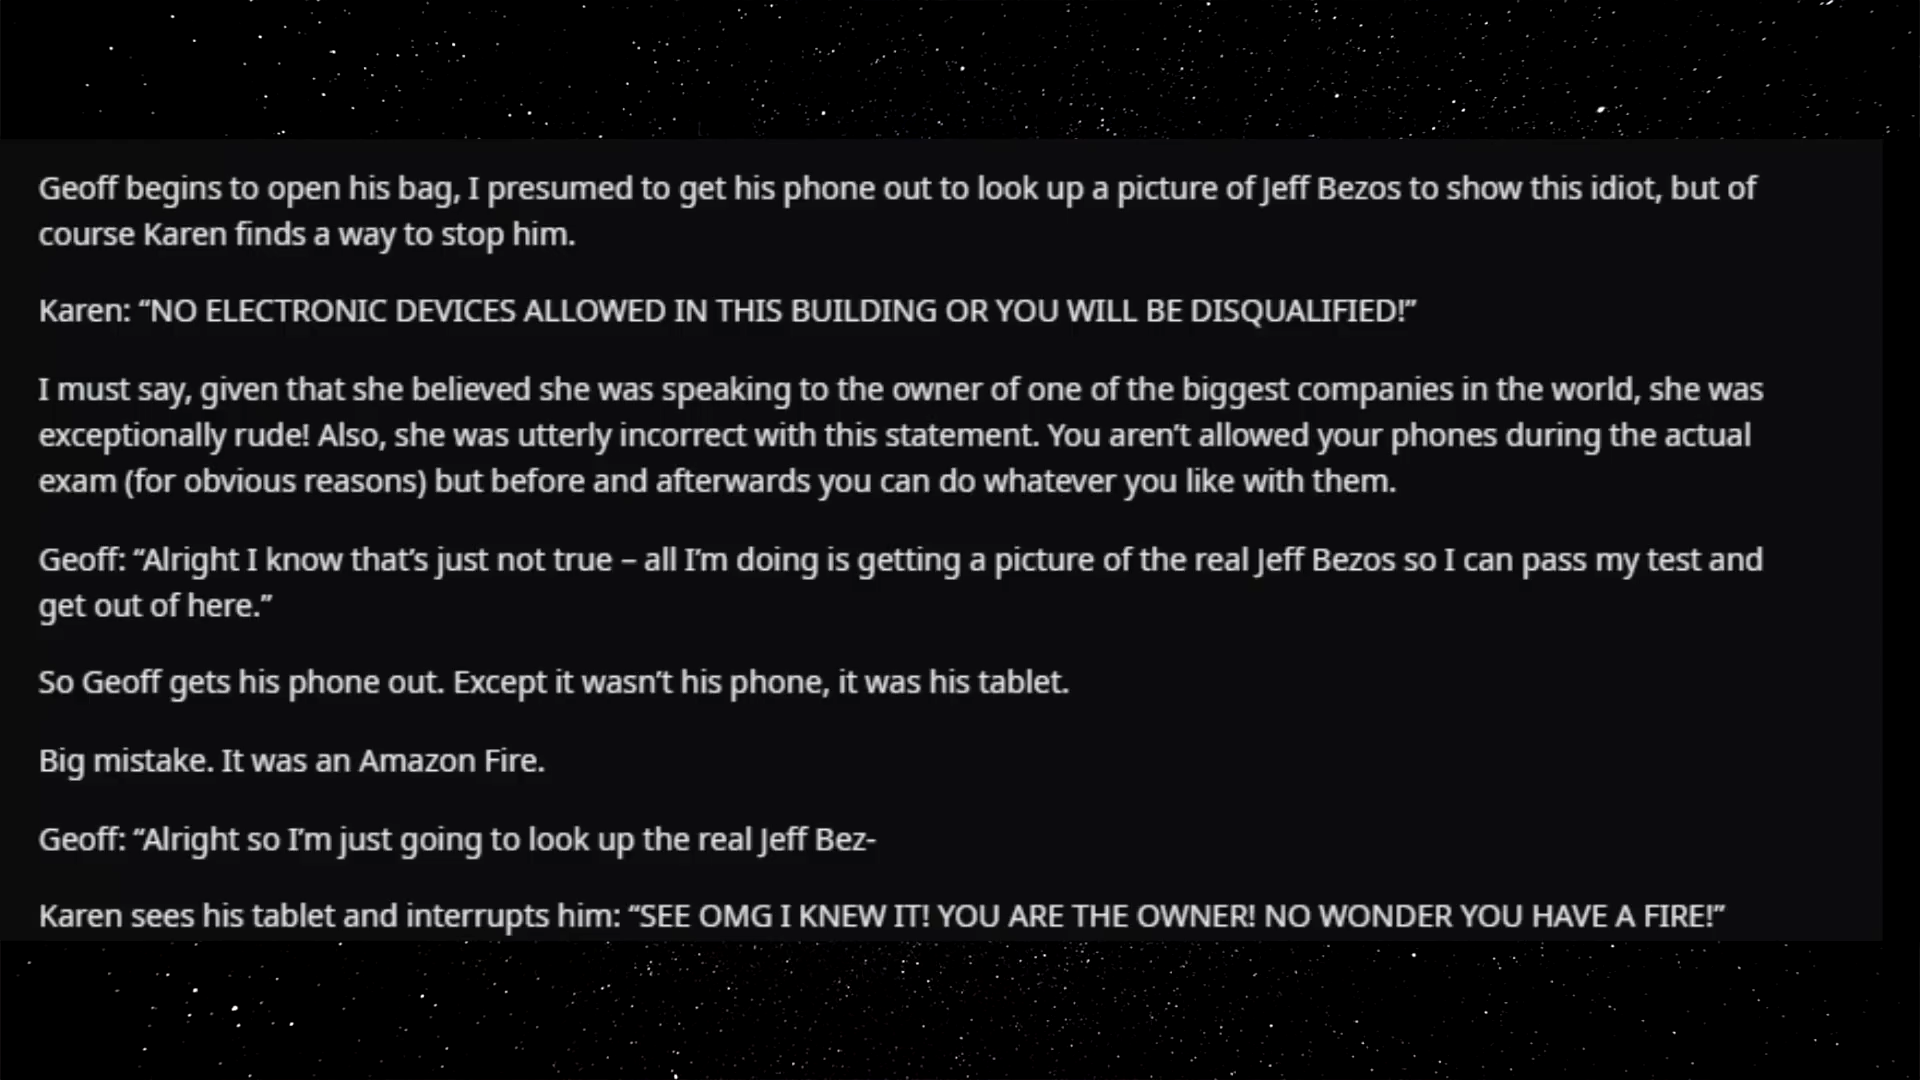 Geoff begins to open his bag, I presumed to get his phone out to look up a picture of Jeff Bezos to show this idiot, but of
course Karen finds a way to stop him.
Karen: “NO ELECTRONIC DEVICES ALLOWED IN THIS BUILDING OR YOU WILL BE DISQUALIFIED!”
I must say, given that she believed she was speaking to the owner of one of the biggest companies in the world, she was
exceptionally rude! Also, she was utterly incorrect with this statement. You aren’t allowed your phones during the actual
exam (for obvious reasons) but before and afterwards you can do whatever you like with them.
Geoff: “Alright I know that’s just not true – all I’m doing is getting a picture of the real Jeff Bezos so I can pass my test and
get out of here.”
So Geoff gets his phone out. Except it wasn’t his phone, it was his tablet.
Big mistake. It was an Amazon Fire.
Geoff: “Alright so I’m just going to look up the real Jeff Bez-
Karen sees his tablet and interrupts him: “SEE OMG I KNEW IT! YOU ARE THE OWNER! NO WONDER YOU HAVE A FIRE!”